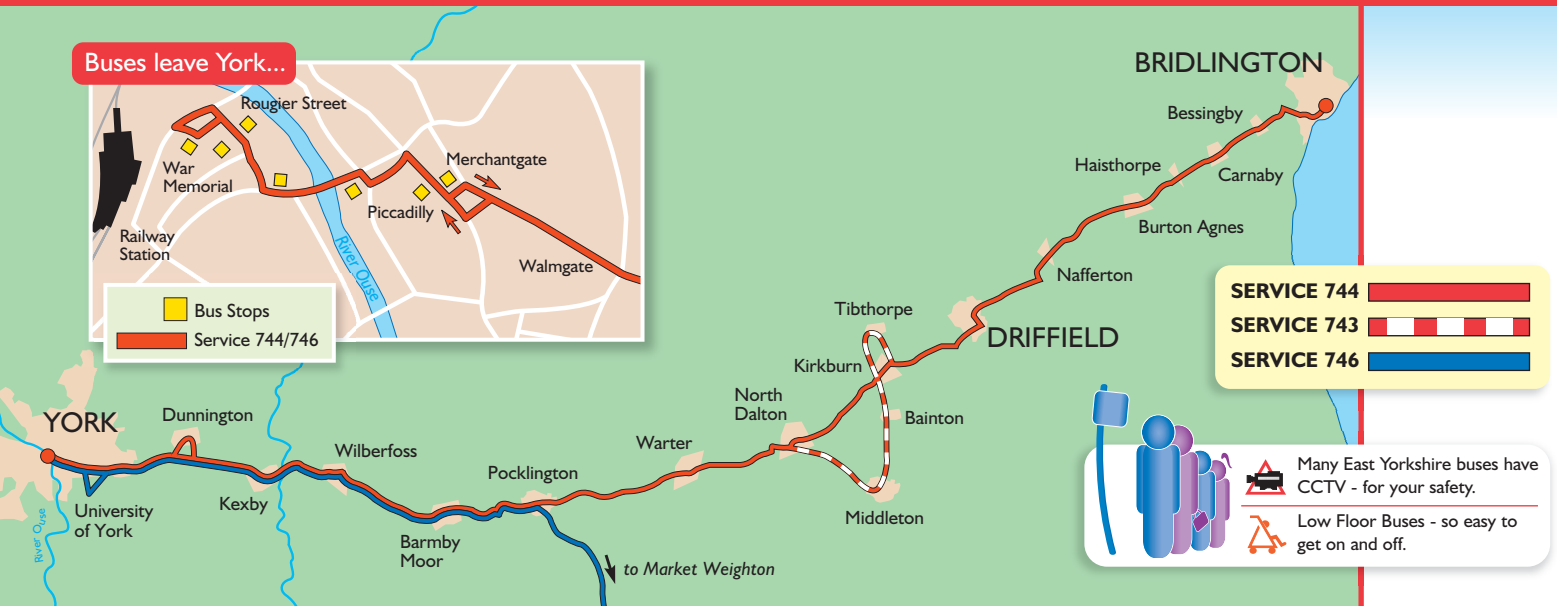 Buses leave York...
Rougier Street
War
Memorial
Merchantgate
Piccadilly
Railway
Station
River Ouse
Walmgate
Bus Stops
Service 744/746
BRIDLINGTON
Bessingby
Haisthorpe
Carnaby
Burton Agnes
Nafferton
Tibthorpe
DRIFFIELD
Kirkburn
North
Dalton
Bainton
Warter
Middleton
YORK
Dunnington
Wilberfoss
Pocklington
Kexby
University
of York
River Ouse
Barmby
Moor
to Market Weighton
SERVICE 744
SERVICE 743
SERVICE 746
Many East Yorkshire buses have
CCTV - for your safety.
Low Floor Buses - so easy to
get on and off.